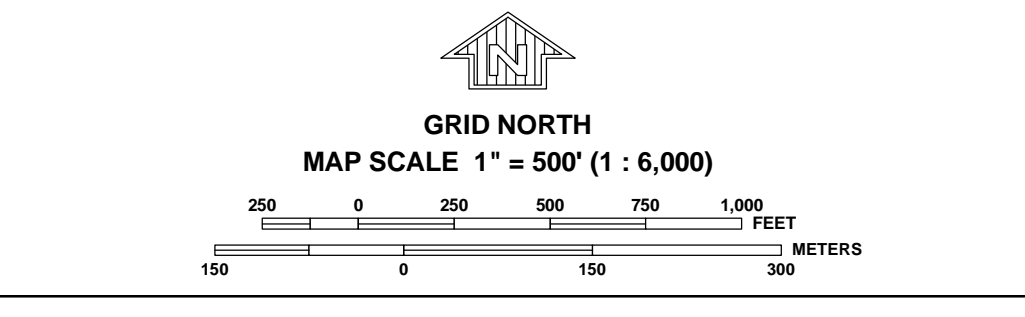 N
GRID NORTH
MAP SCALE 1" = 500' (1 : 6,000)
250 0 250 500 750 1,000
FEET
METERS
150 0 150 300